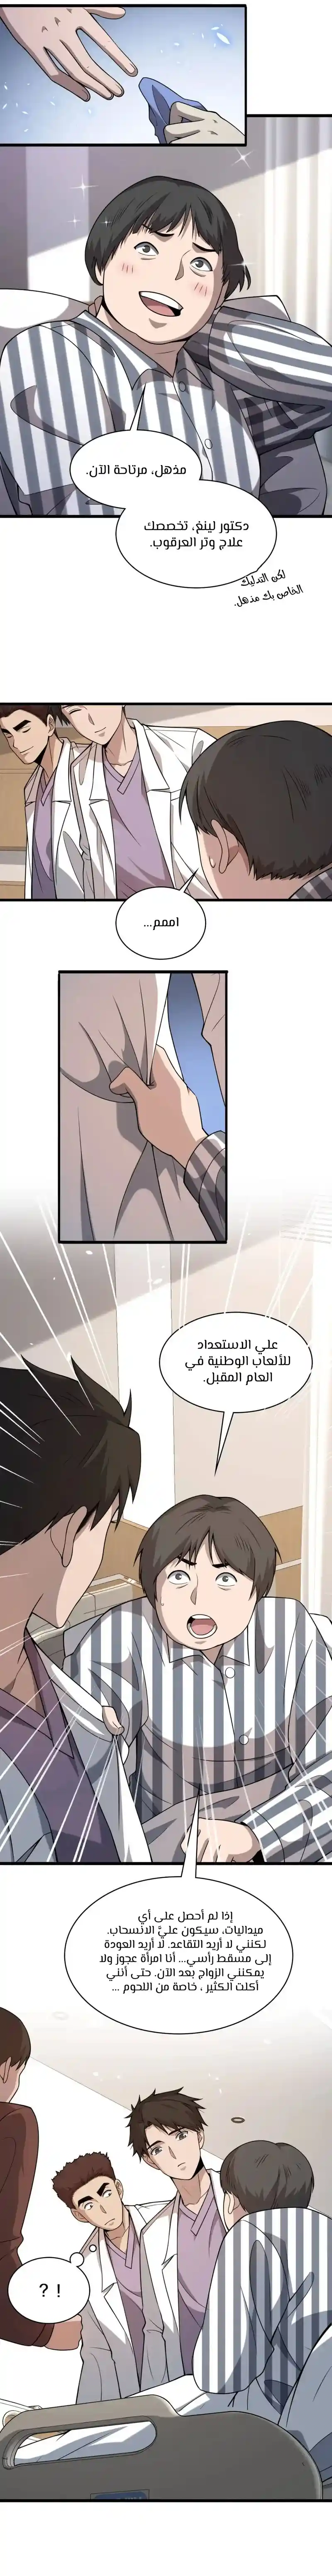 مذهل، مرتاحة الآن.
دكتور لينغ، تخصصك
علاج وتر العرقوب.
لكن التدليك
الخاص بك مذهل.
اممم...
علي الاستعداد
للألعاب الوطنية في
العام المقبل.
إذا لم أحصل على أي
ميداليات، سيكون عليَّ الانسحاب.
لكنني لا أريد التقاعد. لا أريد العودة
إلى مسقط رأسي... أنا امرأة عجوز ولا
يمكنني الزواج بعد الآن. حتى أنني
أكلت الكثير ، خاصة من اللحوم ...
?!